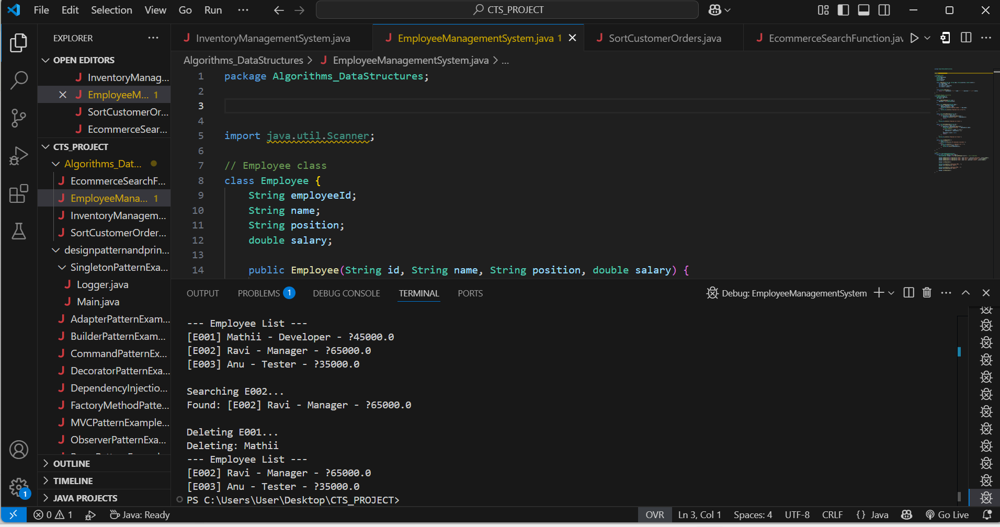 File Edit Selection View Go Run ··· CTS_PROJECT
EXPLORER ···
OPEN EDITORS
InventoryManag...
EmployeeM... 1
SortCustomerOr...
EcommerceSear...
CTS_PROJECT
Algorithms_Dat...
EcommerceSearchF...
EmployeeMana... 1
InventoryManagem...
SortCustomerOrder...
designpatternandprin...
SingletonPatternExa...
Logger.java
Main.java
AdapterPatternExam...
BuilderPatternExam...
CommandPatternEx...
DecoratorPatternExa...
DependencyInjectio...
FactoryMethodPatte...
MVCPatternExample...
ObserverPatternExa...
OUTLINE
TIMELINE
JAVA PROJECTS
1
InventoryManagementSystem.java EmployeeManagementSystem.java 1 SortCustomerOrders.java EcommerceSearchFunction.jav
Algorithms_DataStructures > EmployeeManagementSystem.java > ...
1 package Algorithms_DataStructures;
2
3
4
5 import java.util.Scanner;
6
7 // Employee class
8 class Employee {
9 String employeeId;
10 String name;
11 String position;
12 double salary;
13
14 public Employee(String id, String name, String position, double salary) {
OUTPUT PROBLEMS 1 DEBUG CONSOLE TERMINAL PORTS Debug: EmployeeManagementSystem
--- Employee List ---
[E001] Mathii - Developer - ?45000.0
[E002] Ravi - Manager - ?65000.0
[E003] Anu - Tester - ?35000.0
Searching E002...
Found: [E002] Ravi - Manager - ?65000.0
Deleting E001...
Deleting: Mathii
--- Employee List ---
[E002] Ravi - Manager - ?65000.0
[E003] Anu - Tester - ?35000.0
PS C:\Users\User\Desktop\CTS_PROJECT>
0 1 Java: Ready OVR Ln 3, Col 1 Spaces: 4 UTF-8 CRLF {} Java Go Live